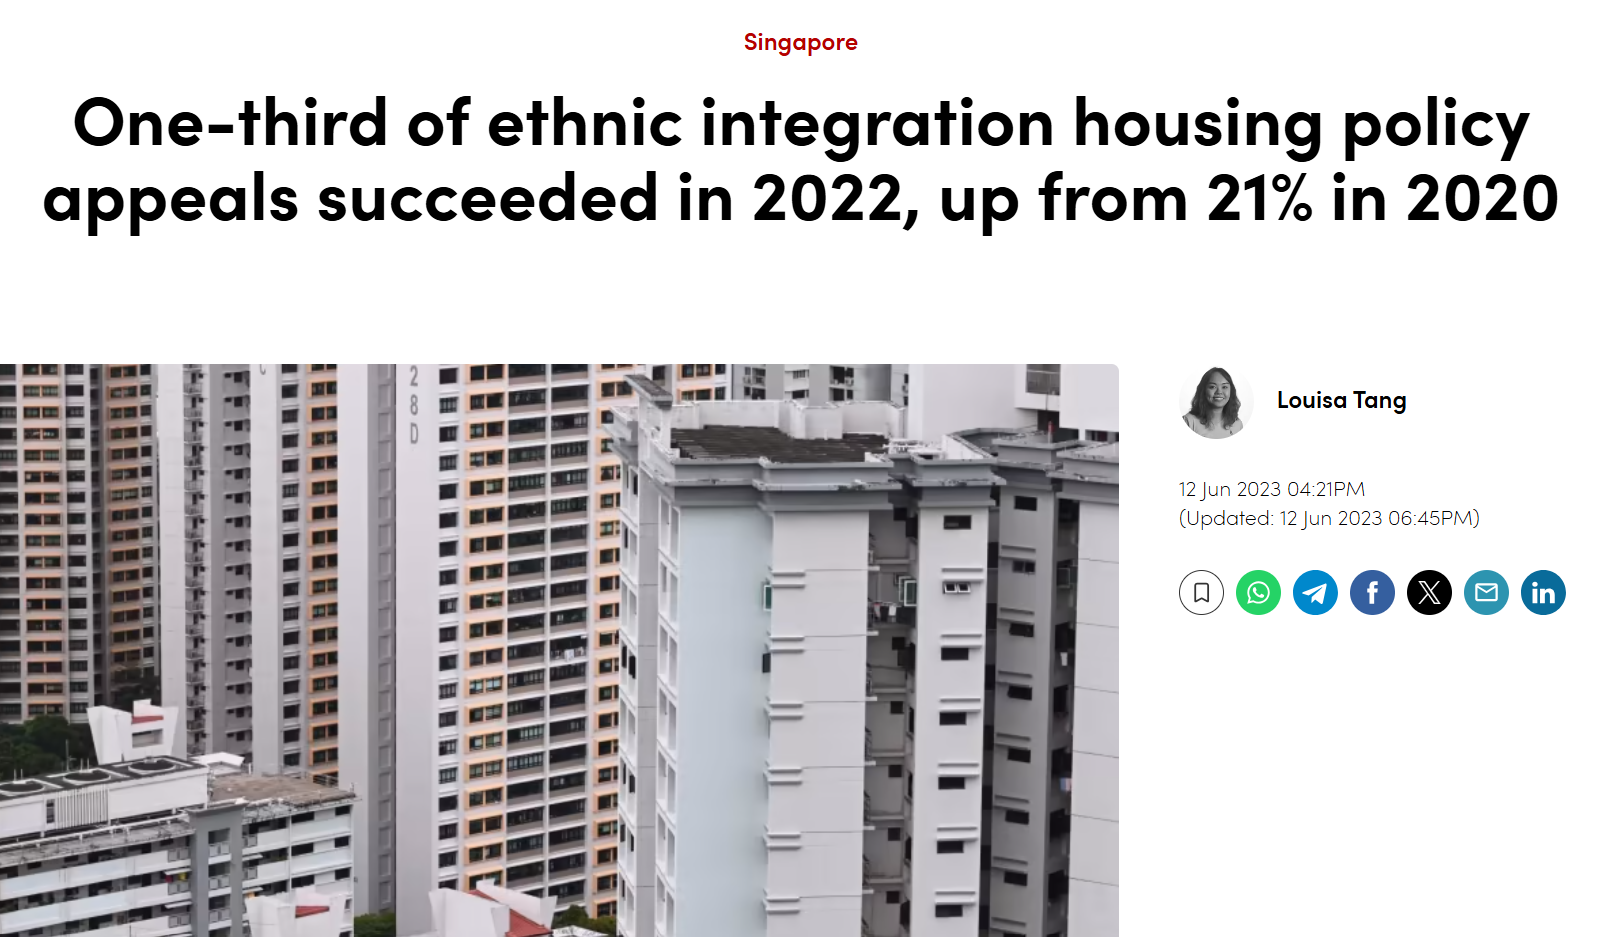 Singapore
One-third of ethnic integration housing policy
appeals succeeded in 2022, up from 21% in 2020
28D
Louisa Tang
12 Jun 2023 04:21PM
(Updated: 12 Jun 2023 06:45PM)